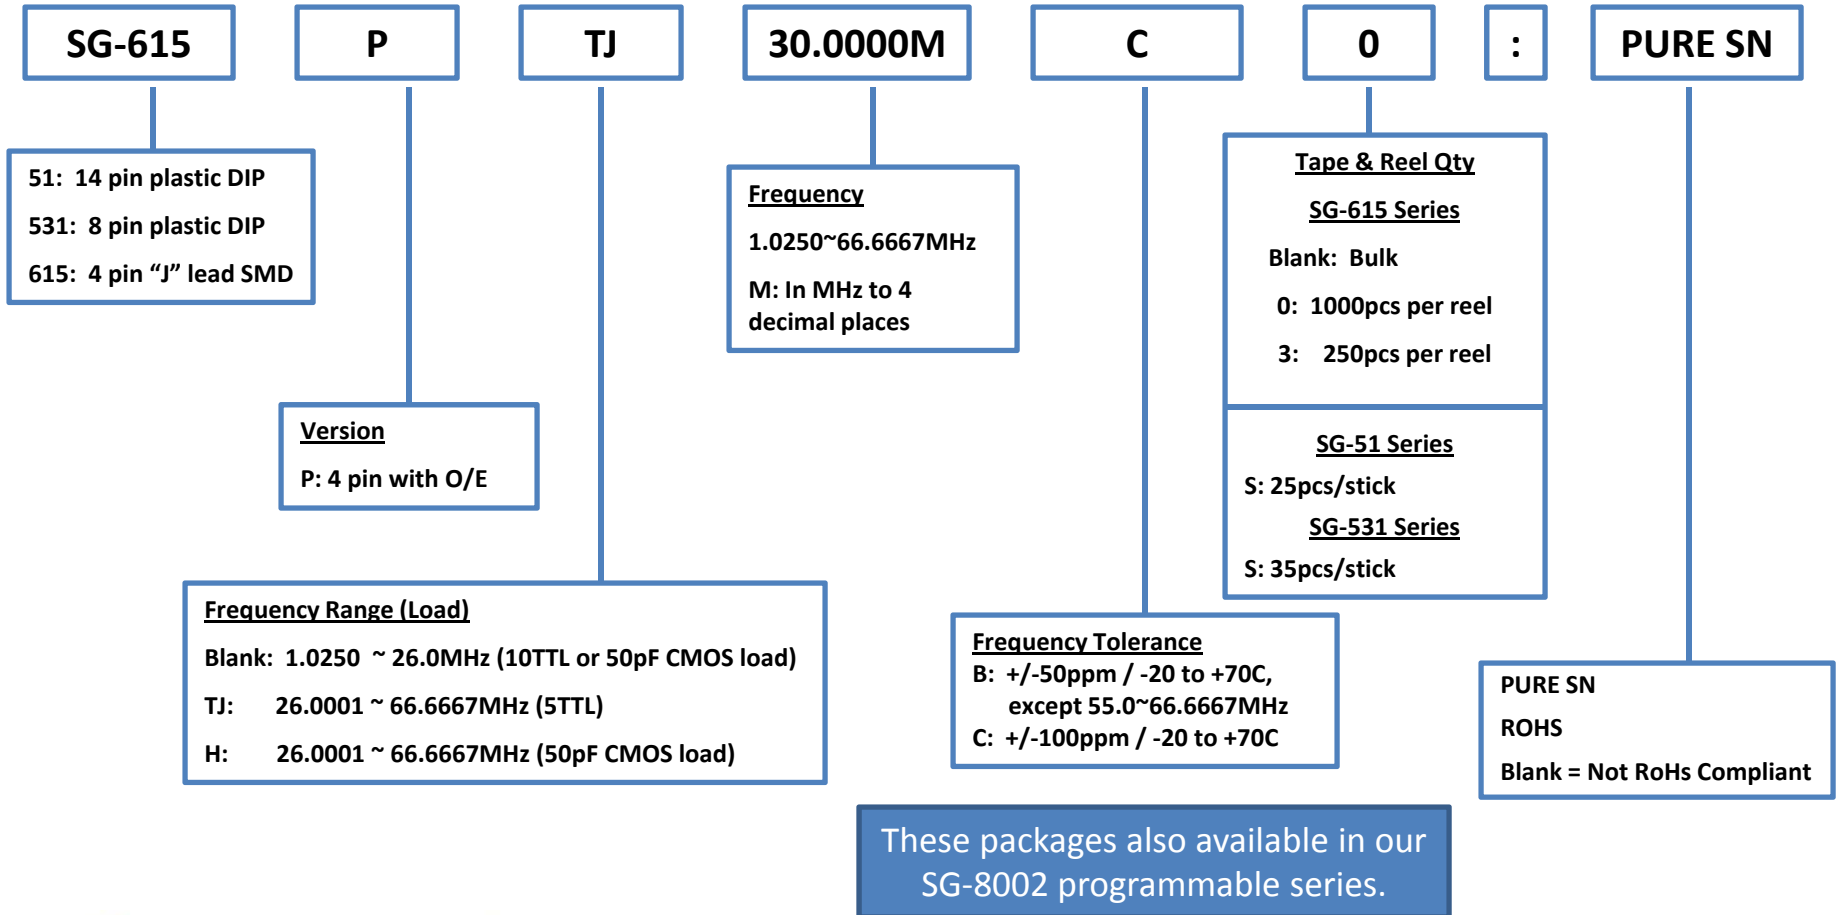 SG-615 P TJ 30.0000M C 0 : PURE SN
51: 14 pin plastic DIP
531: 8 pin plastic DIP
615: 4 pin “J” lead SMD
Version
P: 4 pin with O/E
Frequency Range (Load)
Blank: 1.0250 ~ 26.0MHz (10TTL or 50pF CMOS load)
TJ: 26.0001 ~ 66.6667MHz (5TTL)
H: 26.0001 ~ 66.6667MHz (50pF CMOS load)
Frequency
1.0250~66.6667MHz
M: In MHz to 4
decimal places
Frequency Tolerance
B: +/-50ppm / -20 to +70C,
except 55.0~66.6667MHz
C: +/-100ppm / -20 to +70C
Tape & Reel Qty
SG-615 Series
Blank: Bulk
0: 1000pcs per reel
3: 250pcs per reel
SG-51 Series
S: 25pcs/stick
SG-531 Series
S: 35pcs/stick
PURE SN
ROHS
Blank = Not RoHs Compliant
These packages also available in our
SG-8002 programmable series.